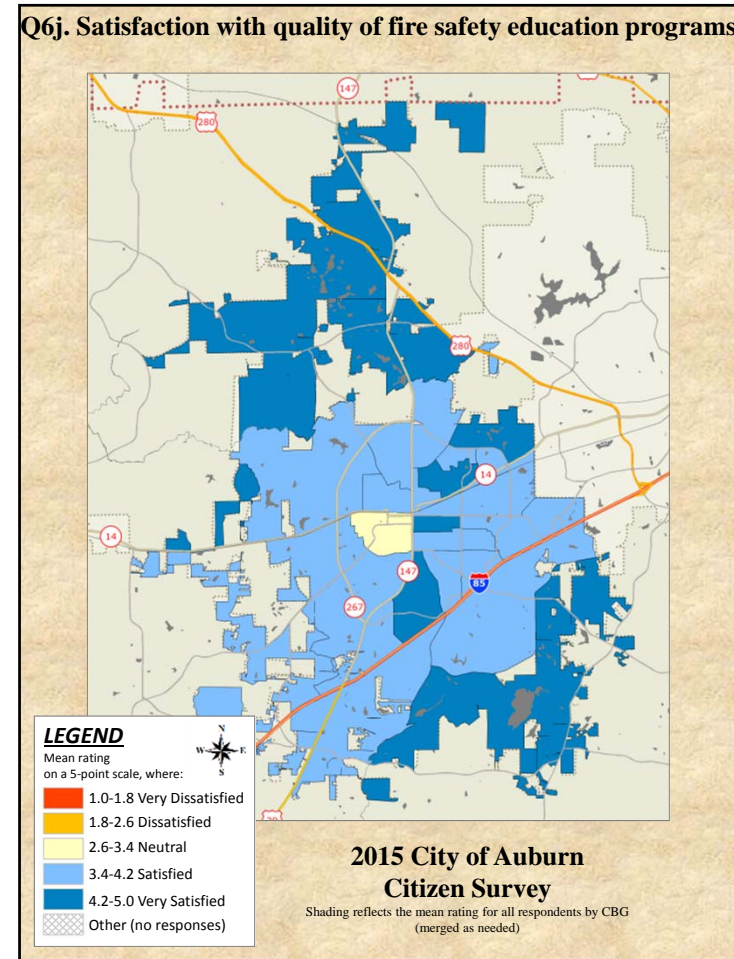 Q6j. Satisfaction with quality of fire safety education programs
147
280
280
14
14
147
85
267
LEGEND
Mean rating
on a 5-point scale, where:
N
W E
S
1.0-1.8 Very Dissatisfied
1.8-2.6 Dissatisfied
2.6-3.4 Neutral
3.4-4.2 Satisfied
4.2-5.0 Very Satisfied
Other (no responses)
2015 City of Auburn
Citizen Survey
Shading reflects the mean rating for all respondents by CBG
(merged as needed)